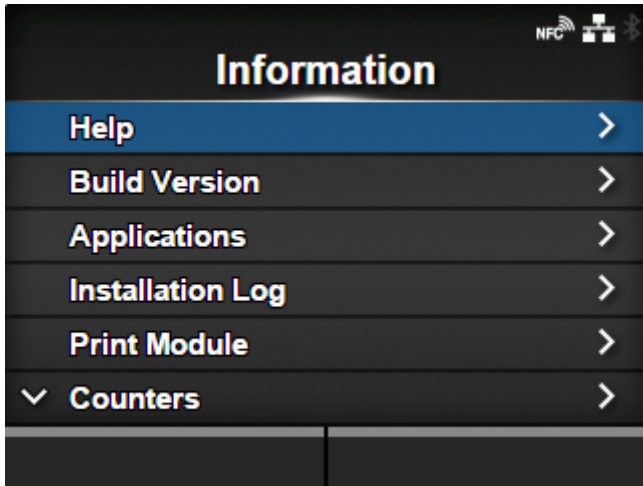 NFC
Information
Help
Build Version
Applications
Installation Log
Print Module
Counters